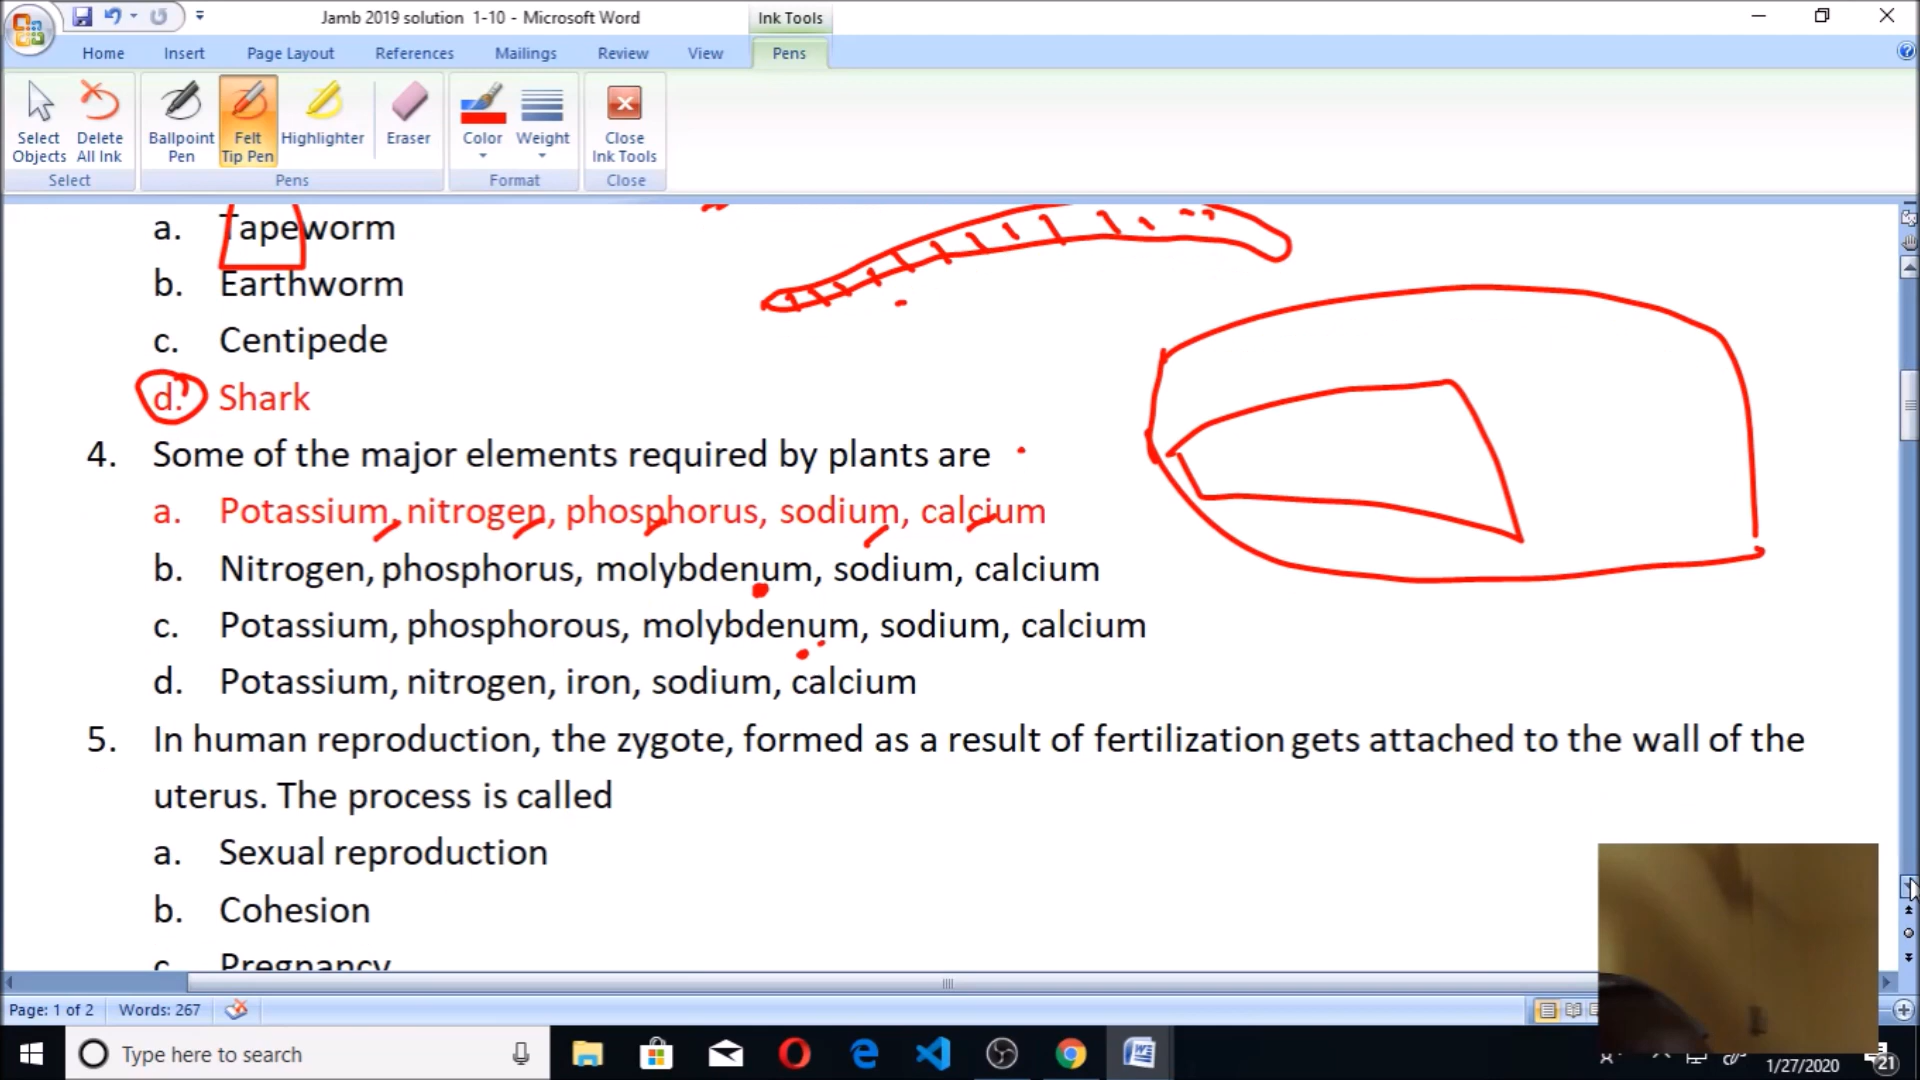 Jamb 2019 solution 1-10 - Microsoft Word
Ink Tools
Home Insert Page Layout References Mailings Review View Pens
Select Objects
Delete All Ink
Ballpoint Pen
Felt Tip Pen
Highlighter
Eraser
Color
Weight
Close Ink Tools
Select Pens Format Close
a. Tapeworm
b. Earthworm
c. Centipede
d. Shark
4. Some of the major elements required by plants are
a. Potassium, nitrogen, phosphorus, sodium, calcium
b. Nitrogen, phosphorus, molybdenum, sodium, calcium
c. Potassium, phosphorous, molybdenum, sodium, calcium
d. Potassium, nitrogen, iron, sodium, calcium
5. In human reproduction, the zygote, formed as a result of fertilization gets attached to the wall of the
uterus. The process is called
a. Sexual reproduction
b. Cohesion
c. Pregnancy
Page: 1 of 2 Words: 267
Type here to search
1/27/2020
21